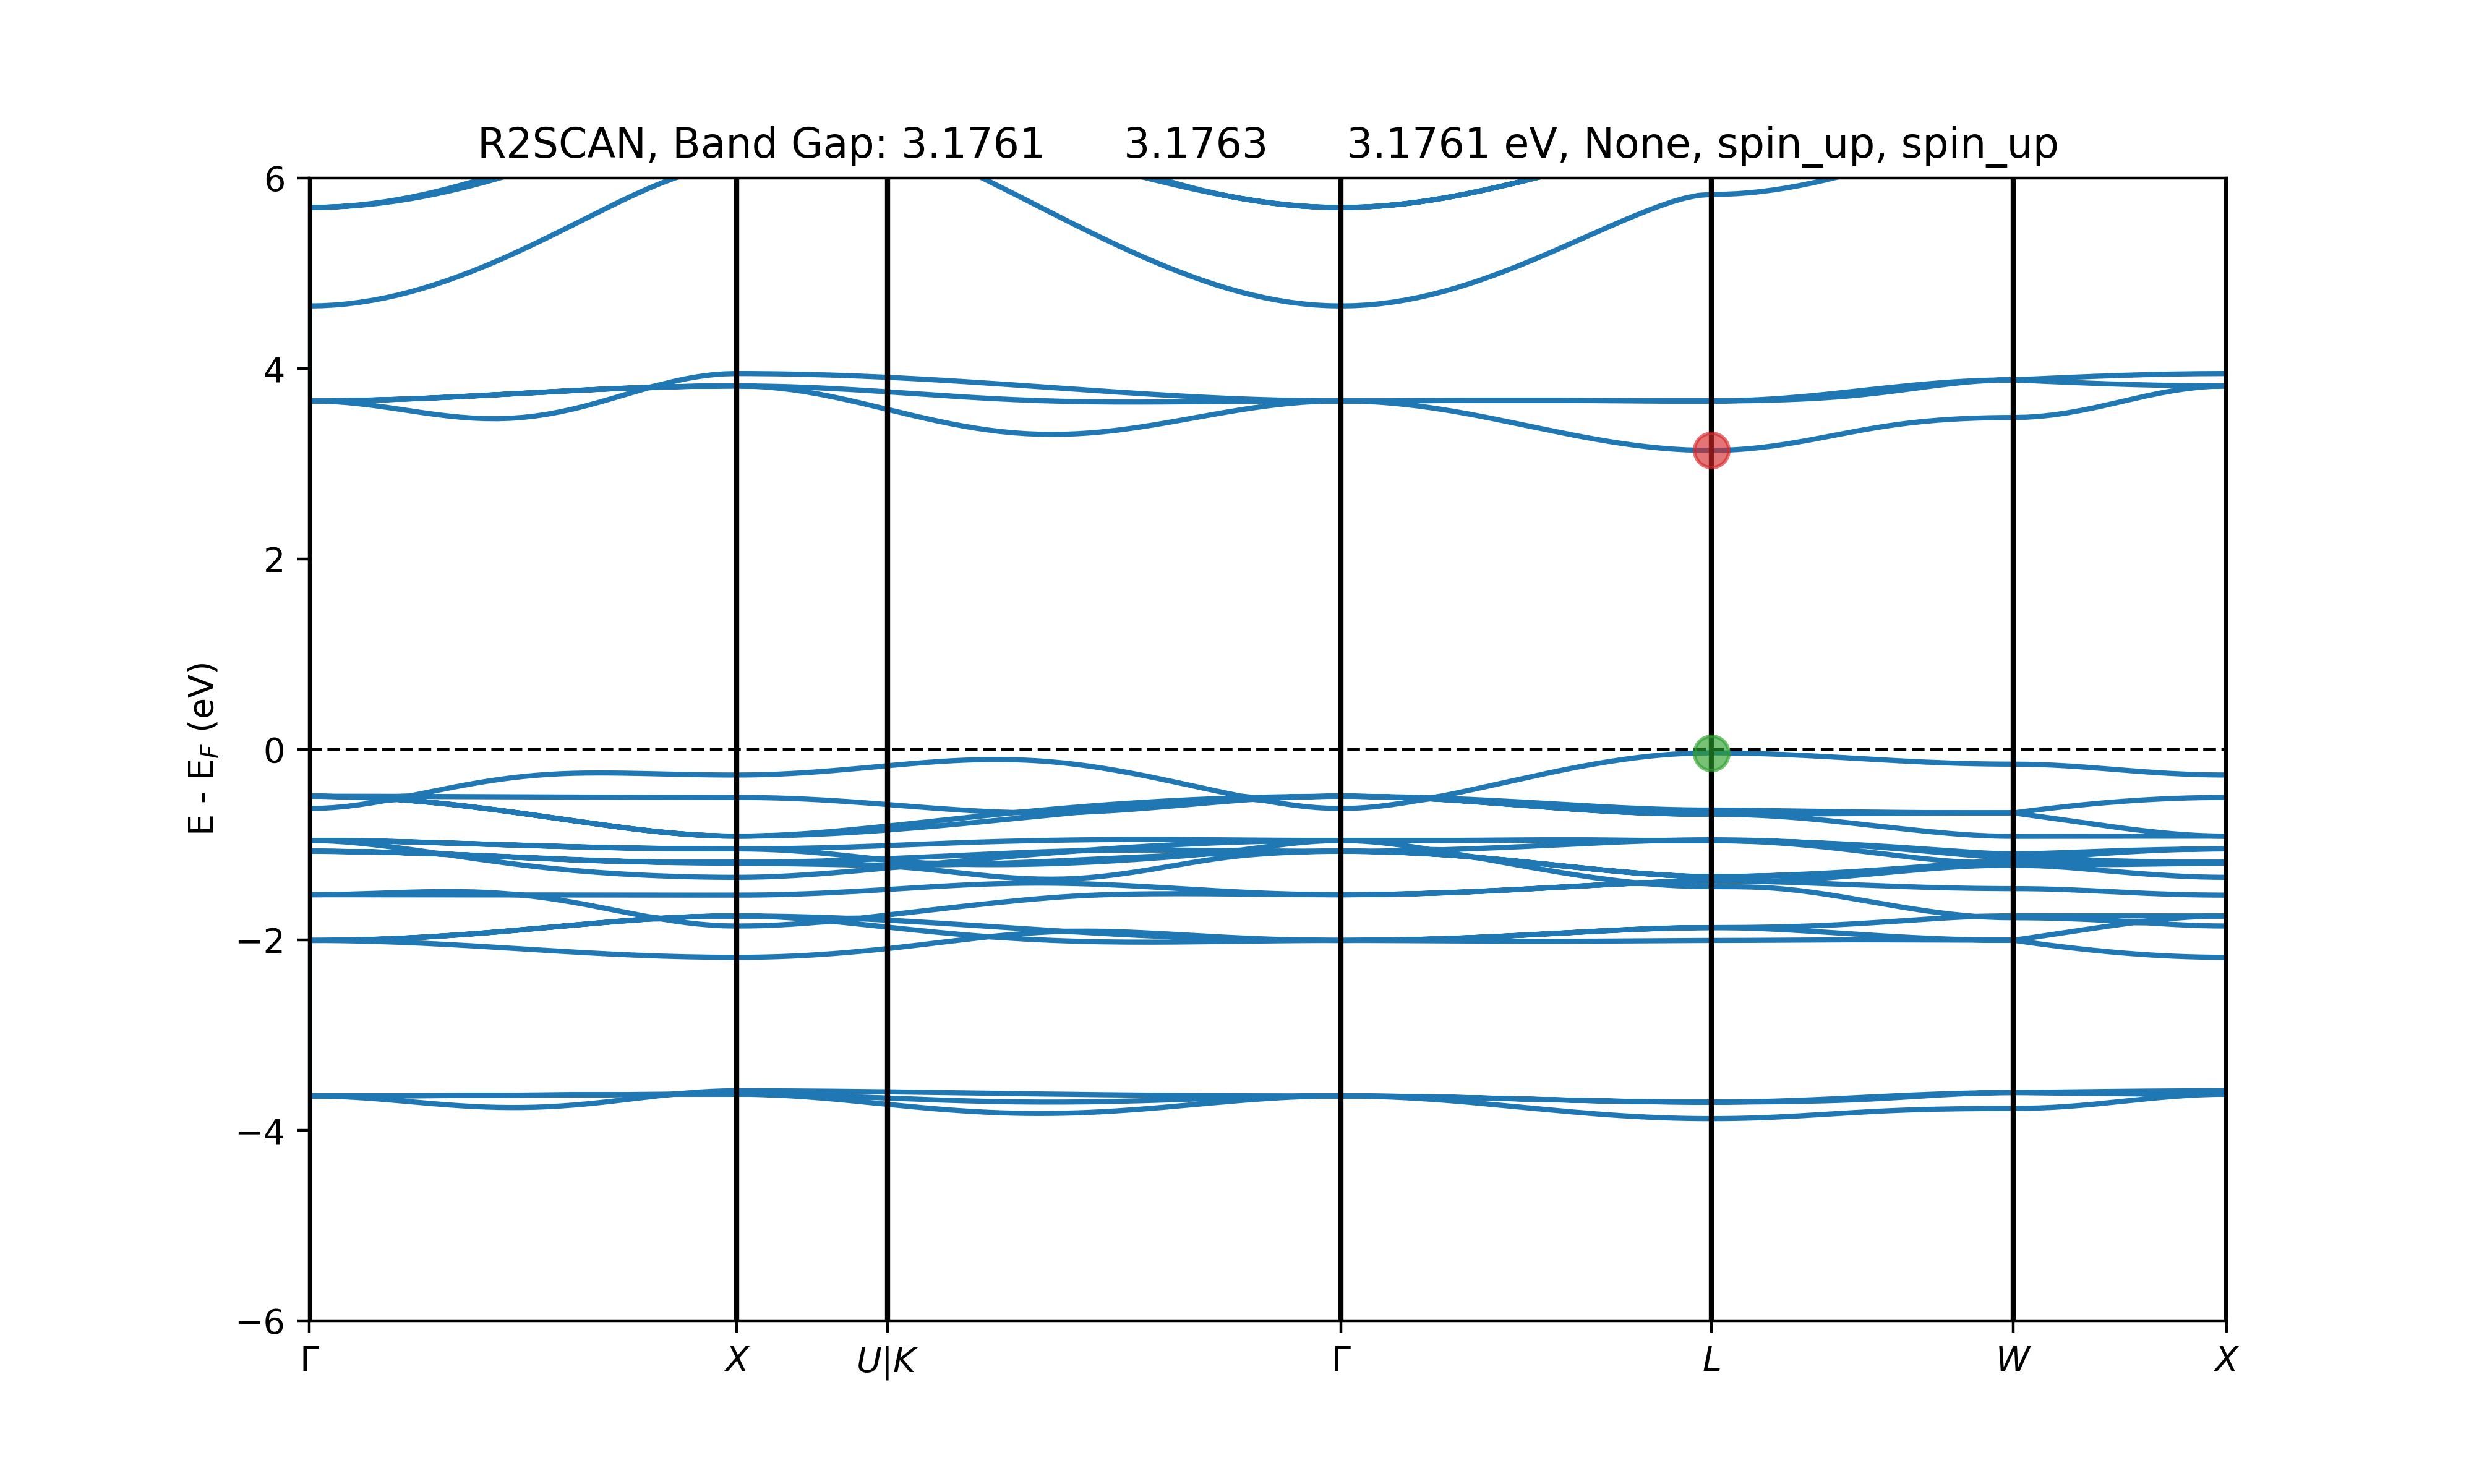 R2SCAN, Band Gap: 3.1761 3.1763 3.1761 eV, None, spin_up, spin_up
6
4
2
0
−2
−4
−6
E - E_F (eV)
Γ X U|K Γ L W X